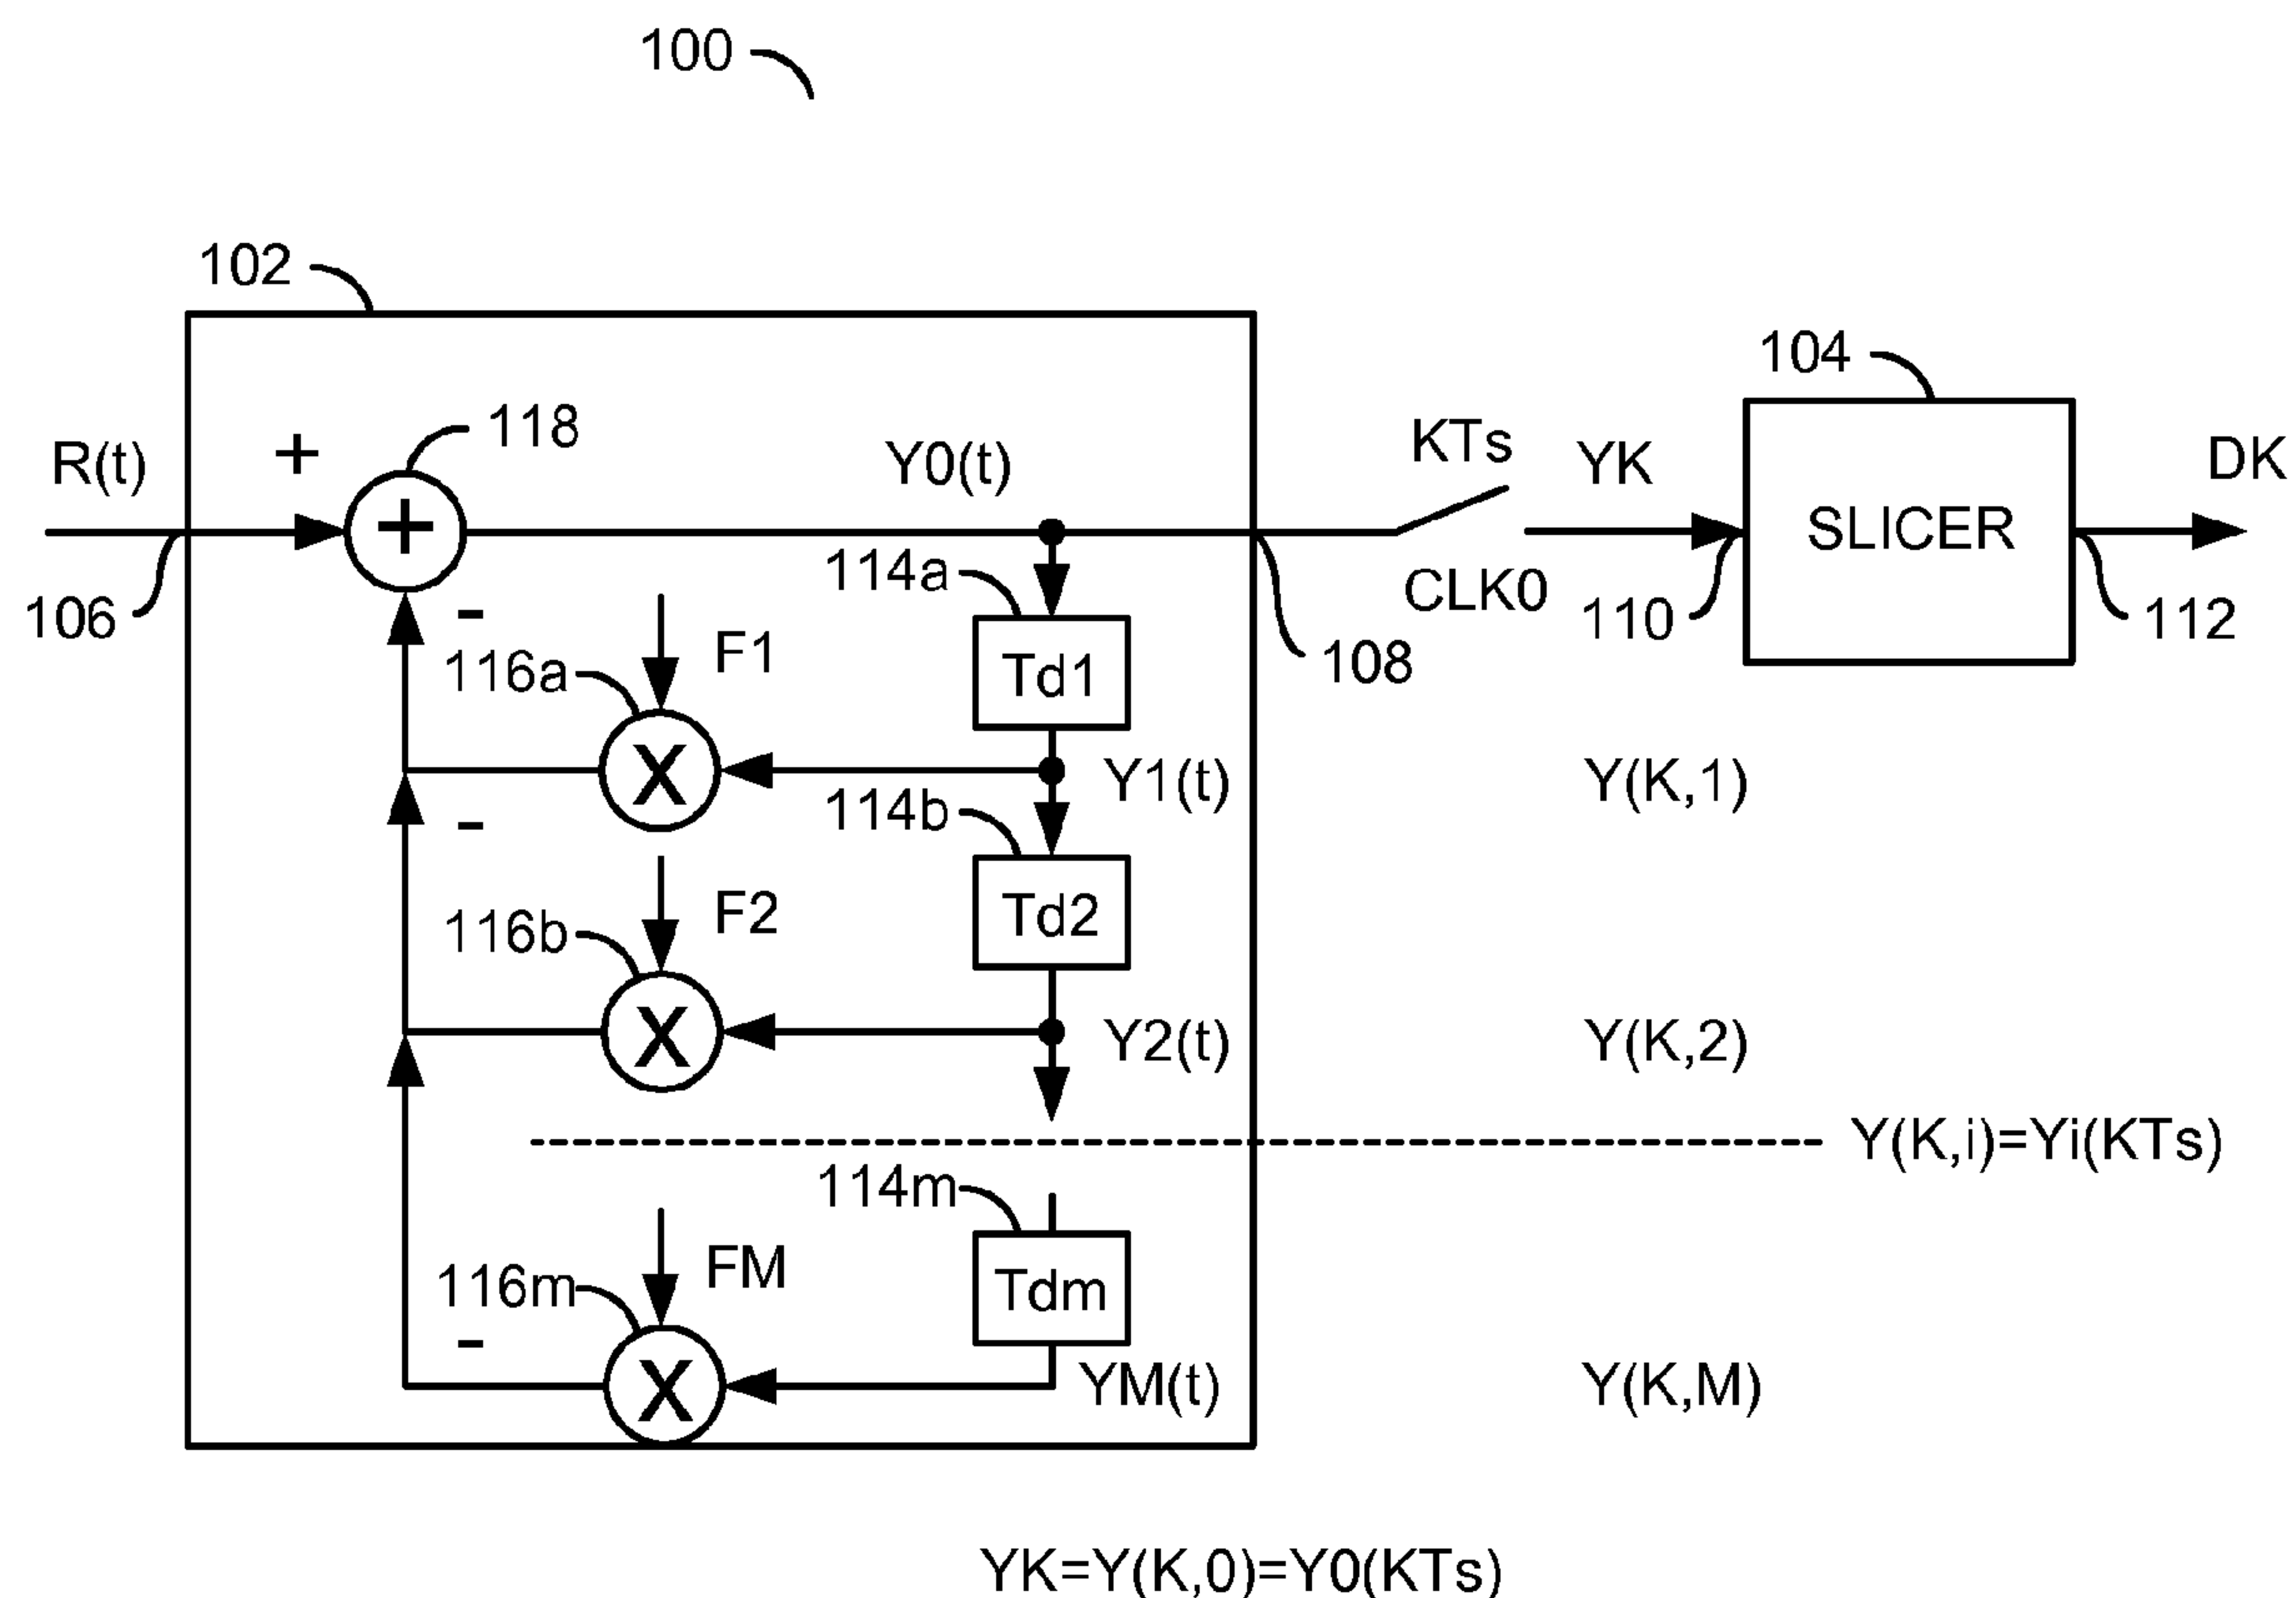 100
102
104
118
R(t)
+
Y0(t)
KTs
YK
DK
+
SLICER
106
-
114a
CLK0
110
112
108
F1
116a
Td1
X
Y1(t)
Y(K,1)
-
114b
F2
116b
Td2
X
Y2(t)
Y(K,2)
Y(K,i)=Yi(KTs)
114m
FM
116m
Tdm
-
X
YM(t)
Y(K,M)
YK=Y(K,0)=Y0(KTs)